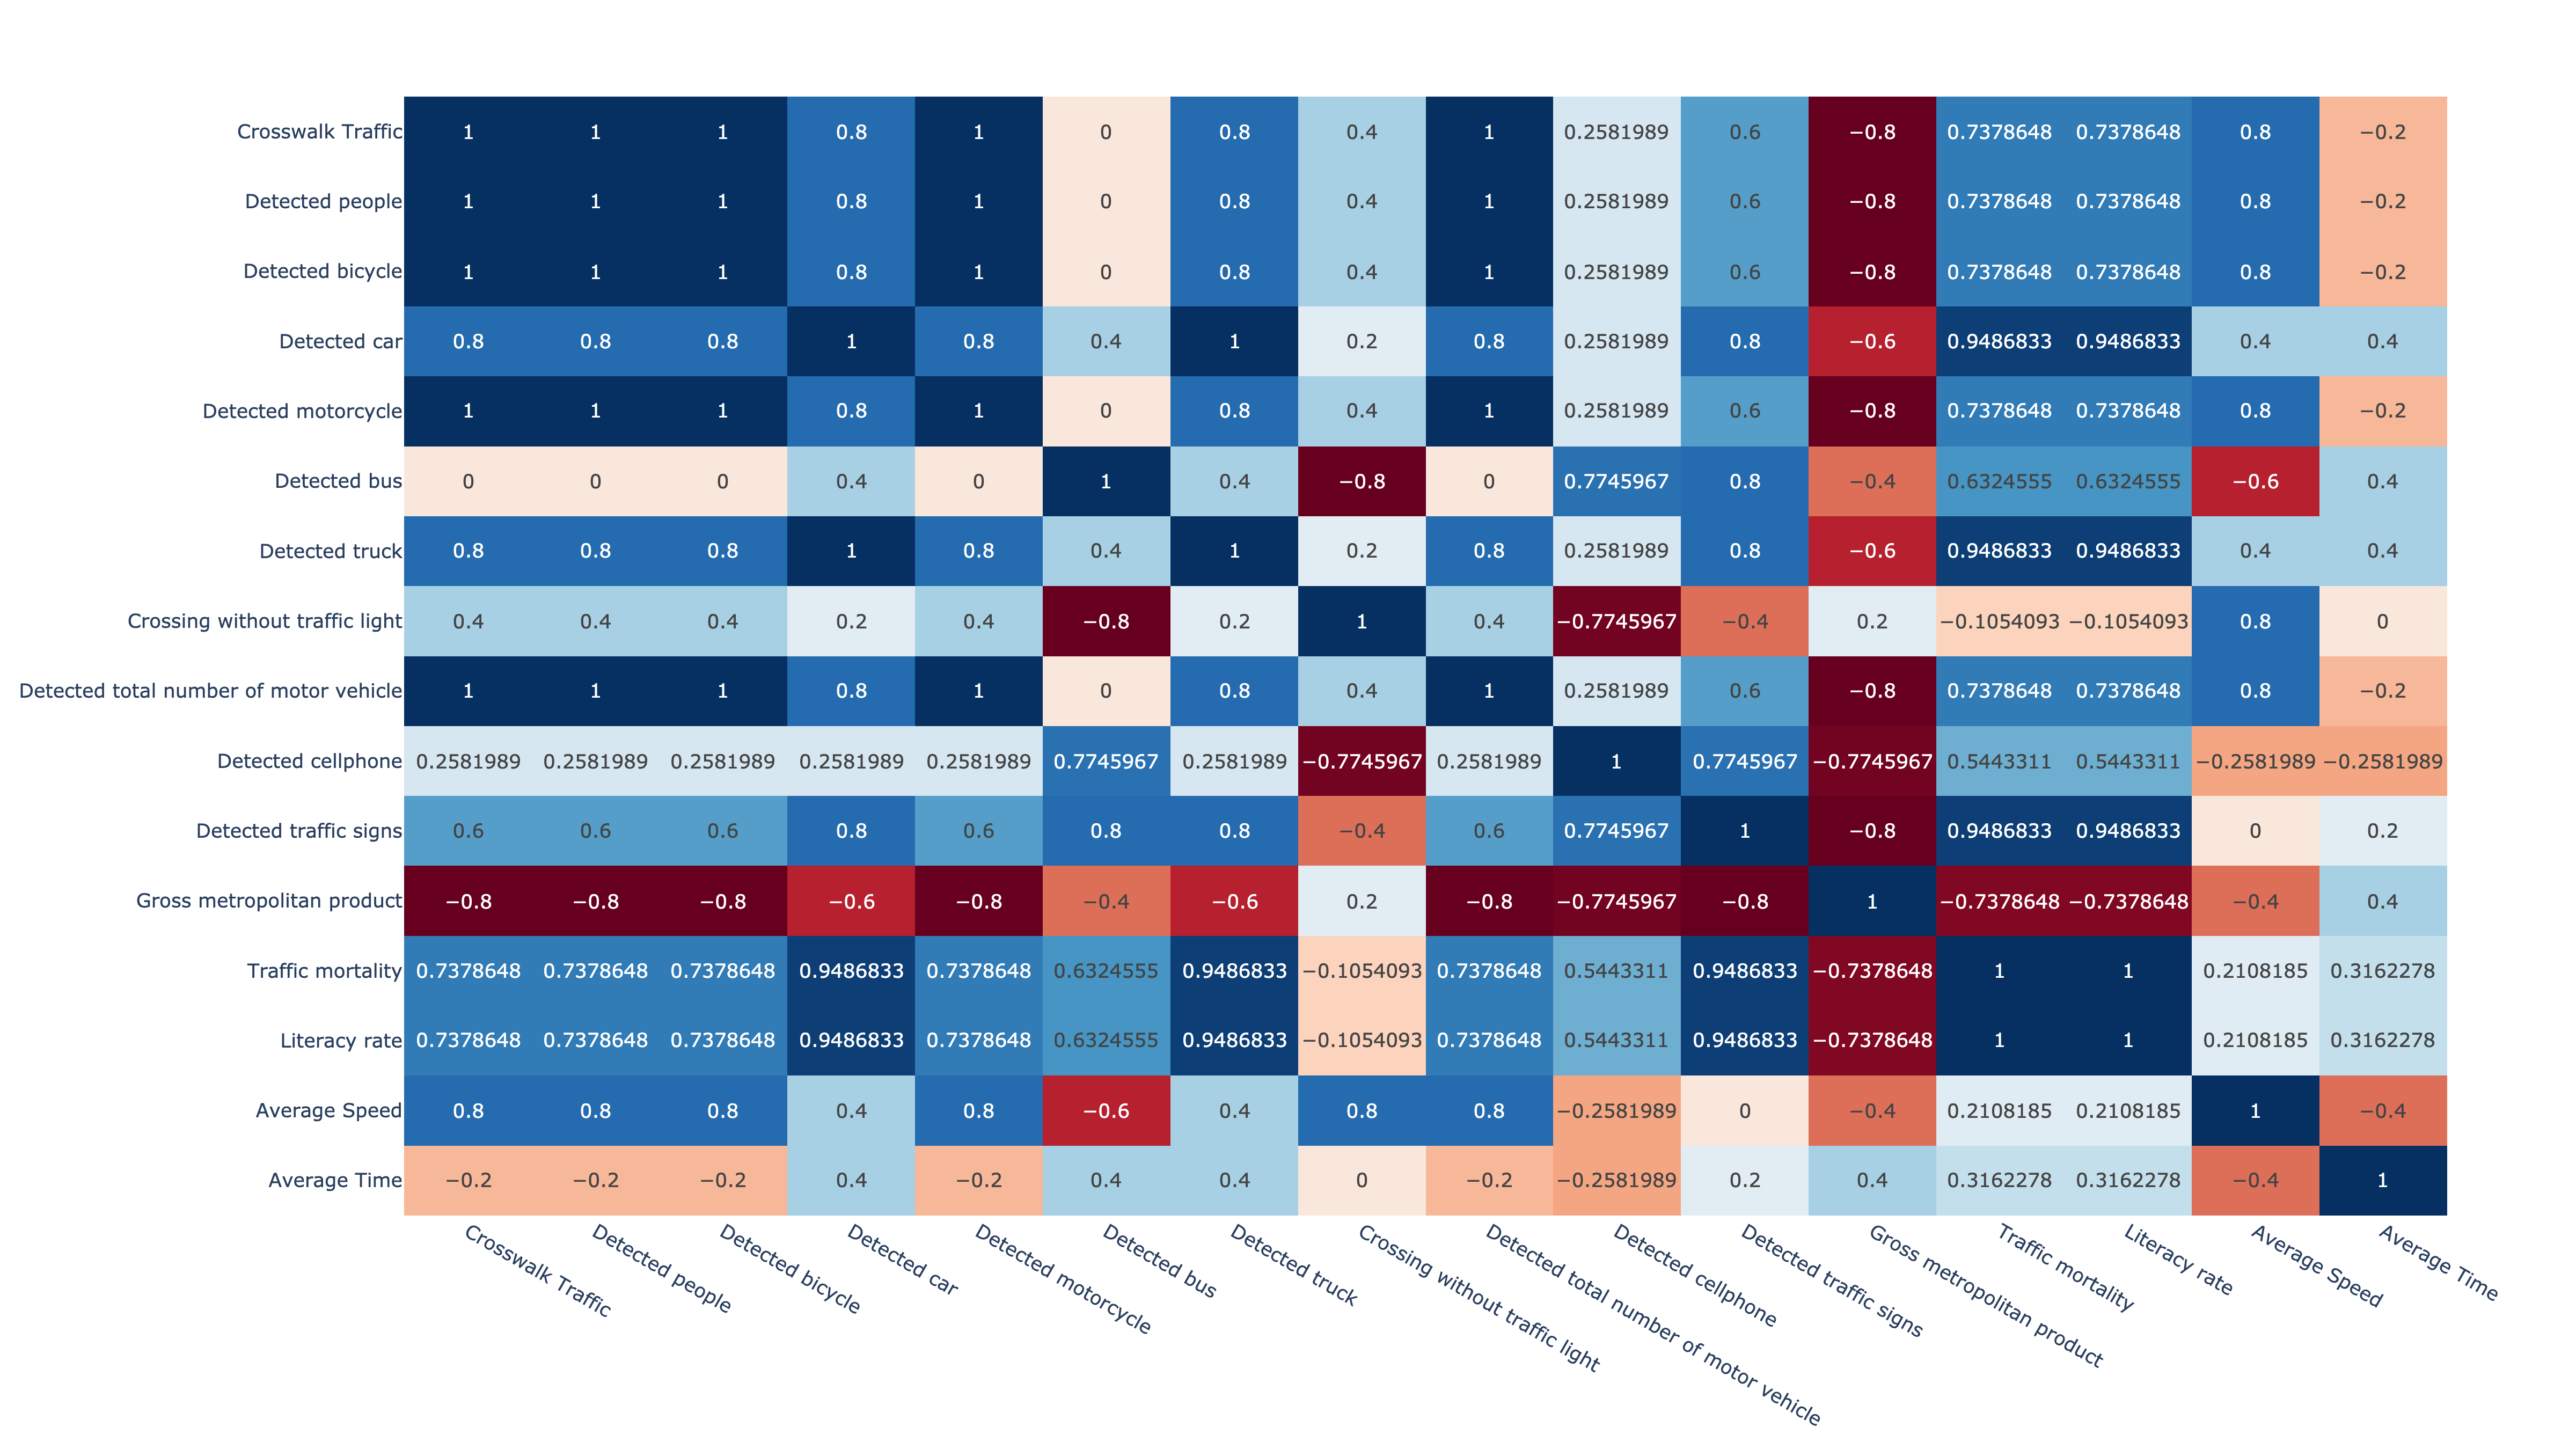 Crosswalk Traffic 1 1 1 0.8 1 0 0.8 0.4 1 0.2581989 0.6 −0.8 0.7378648 0.7378648 0.8 −0.2
Detected people 1 1 1 0.8 1 0 0.8 0.4 1 0.2581989 0.6 −0.8 0.7378648 0.7378648 0.8 −0.2
Detected bicycle 1 1 1 0.8 1 0 0.8 0.4 1 0.2581989 0.6 −0.8 0.7378648 0.7378648 0.8 −0.2
Detected car 0.8 0.8 0.8 1 0.8 0.4 1 0.2 0.8 0.2581989 0.8 −0.6 0.9486833 0.9486833 0.4 0.4
Detected motorcycle 1 1 1 0.8 1 0 0.8 0.4 1 0.2581989 0.6 −0.8 0.7378648 0.7378648 0.8 −0.2
Detected bus 0 0 0 0.4 0 1 0.4 −0.8 0 0.7745967 0.8 −0.4 0.6324555 0.6324555 −0.6 0.4
Detected truck 0.8 0.8 0.8 1 0.8 0.4 1 0.2 0.8 0.2581989 0.8 −0.6 0.9486833 0.9486833 0.4 0.4
Crossing without traffic light 0.4 0.4 0.4 0.2 0.4 −0.8 0.2 1 0.4 −0.7745967 −0.4 0.2 −0.1054093 −0.1054093 0.8 0
Detected total number of motor vehicle 1 1 1 0.8 1 0 0.8 0.4 1 0.2581989 0.6 −0.8 0.7378648 0.7378648 0.8 −0.2
Detected cellphone 0.2581989 0.2581989 0.2581989 0.2581989 0.2581989 0.7745967 0.2581989 −0.7745967 0.2581989 1 0.7745967 −0.7745967 0.5443311 0.5443311 −0.2581989 −0.2581989
Detected traffic signs 0.6 0.6 0.6 0.8 0.6 0.8 0.8 −0.4 0.6 0.7745967 1 −0.8 0.9486833 0.9486833 0 0.2
Gross metropolitan product −0.8 −0.8 −0.8 −0.6 −0.8 −0.4 −0.6 0.2 −0.8 −0.7745967 −0.8 1 −0.7378648 −0.7378648 −0.4 0.4
Traffic mortality 0.7378648 0.7378648 0.7378648 0.9486833 0.7378648 0.6324555 0.9486833 −0.1054093 0.7378648 0.5443311 0.9486833 −0.7378648 1 1 0.2108185 0.3162278
Literacy rate 0.7378648 0.7378648 0.7378648 0.9486833 0.7378648 0.6324555 0.9486833 −0.1054093 0.7378648 0.5443311 0.9486833 −0.7378648 1 1 0.2108185 0.3162278
Average Speed 0.8 0.8 0.8 0.4 0.8 −0.6 0.4 0.8 0.8 −0.2581989 0 −0.4 0.2108185 0.2108185 1 −0.4
Average Time −0.2 −0.2 −0.2 0.4 −0.2 0.4 0.4 0 −0.2 −0.2581989 0.2 0.4 0.3162278 0.3162278 −0.4 1
Crosswalk Traffic
Detected people
Detected bicycle
Detected car
Detected motorcycle
Detected bus
Detected truck
Crossing without traffic light
Detected total number of motor vehicle
Detected cellphone
Detected traffic signs
Gross metropolitan product
Traffic mortality
Literacy rate
Average Speed
Average Time